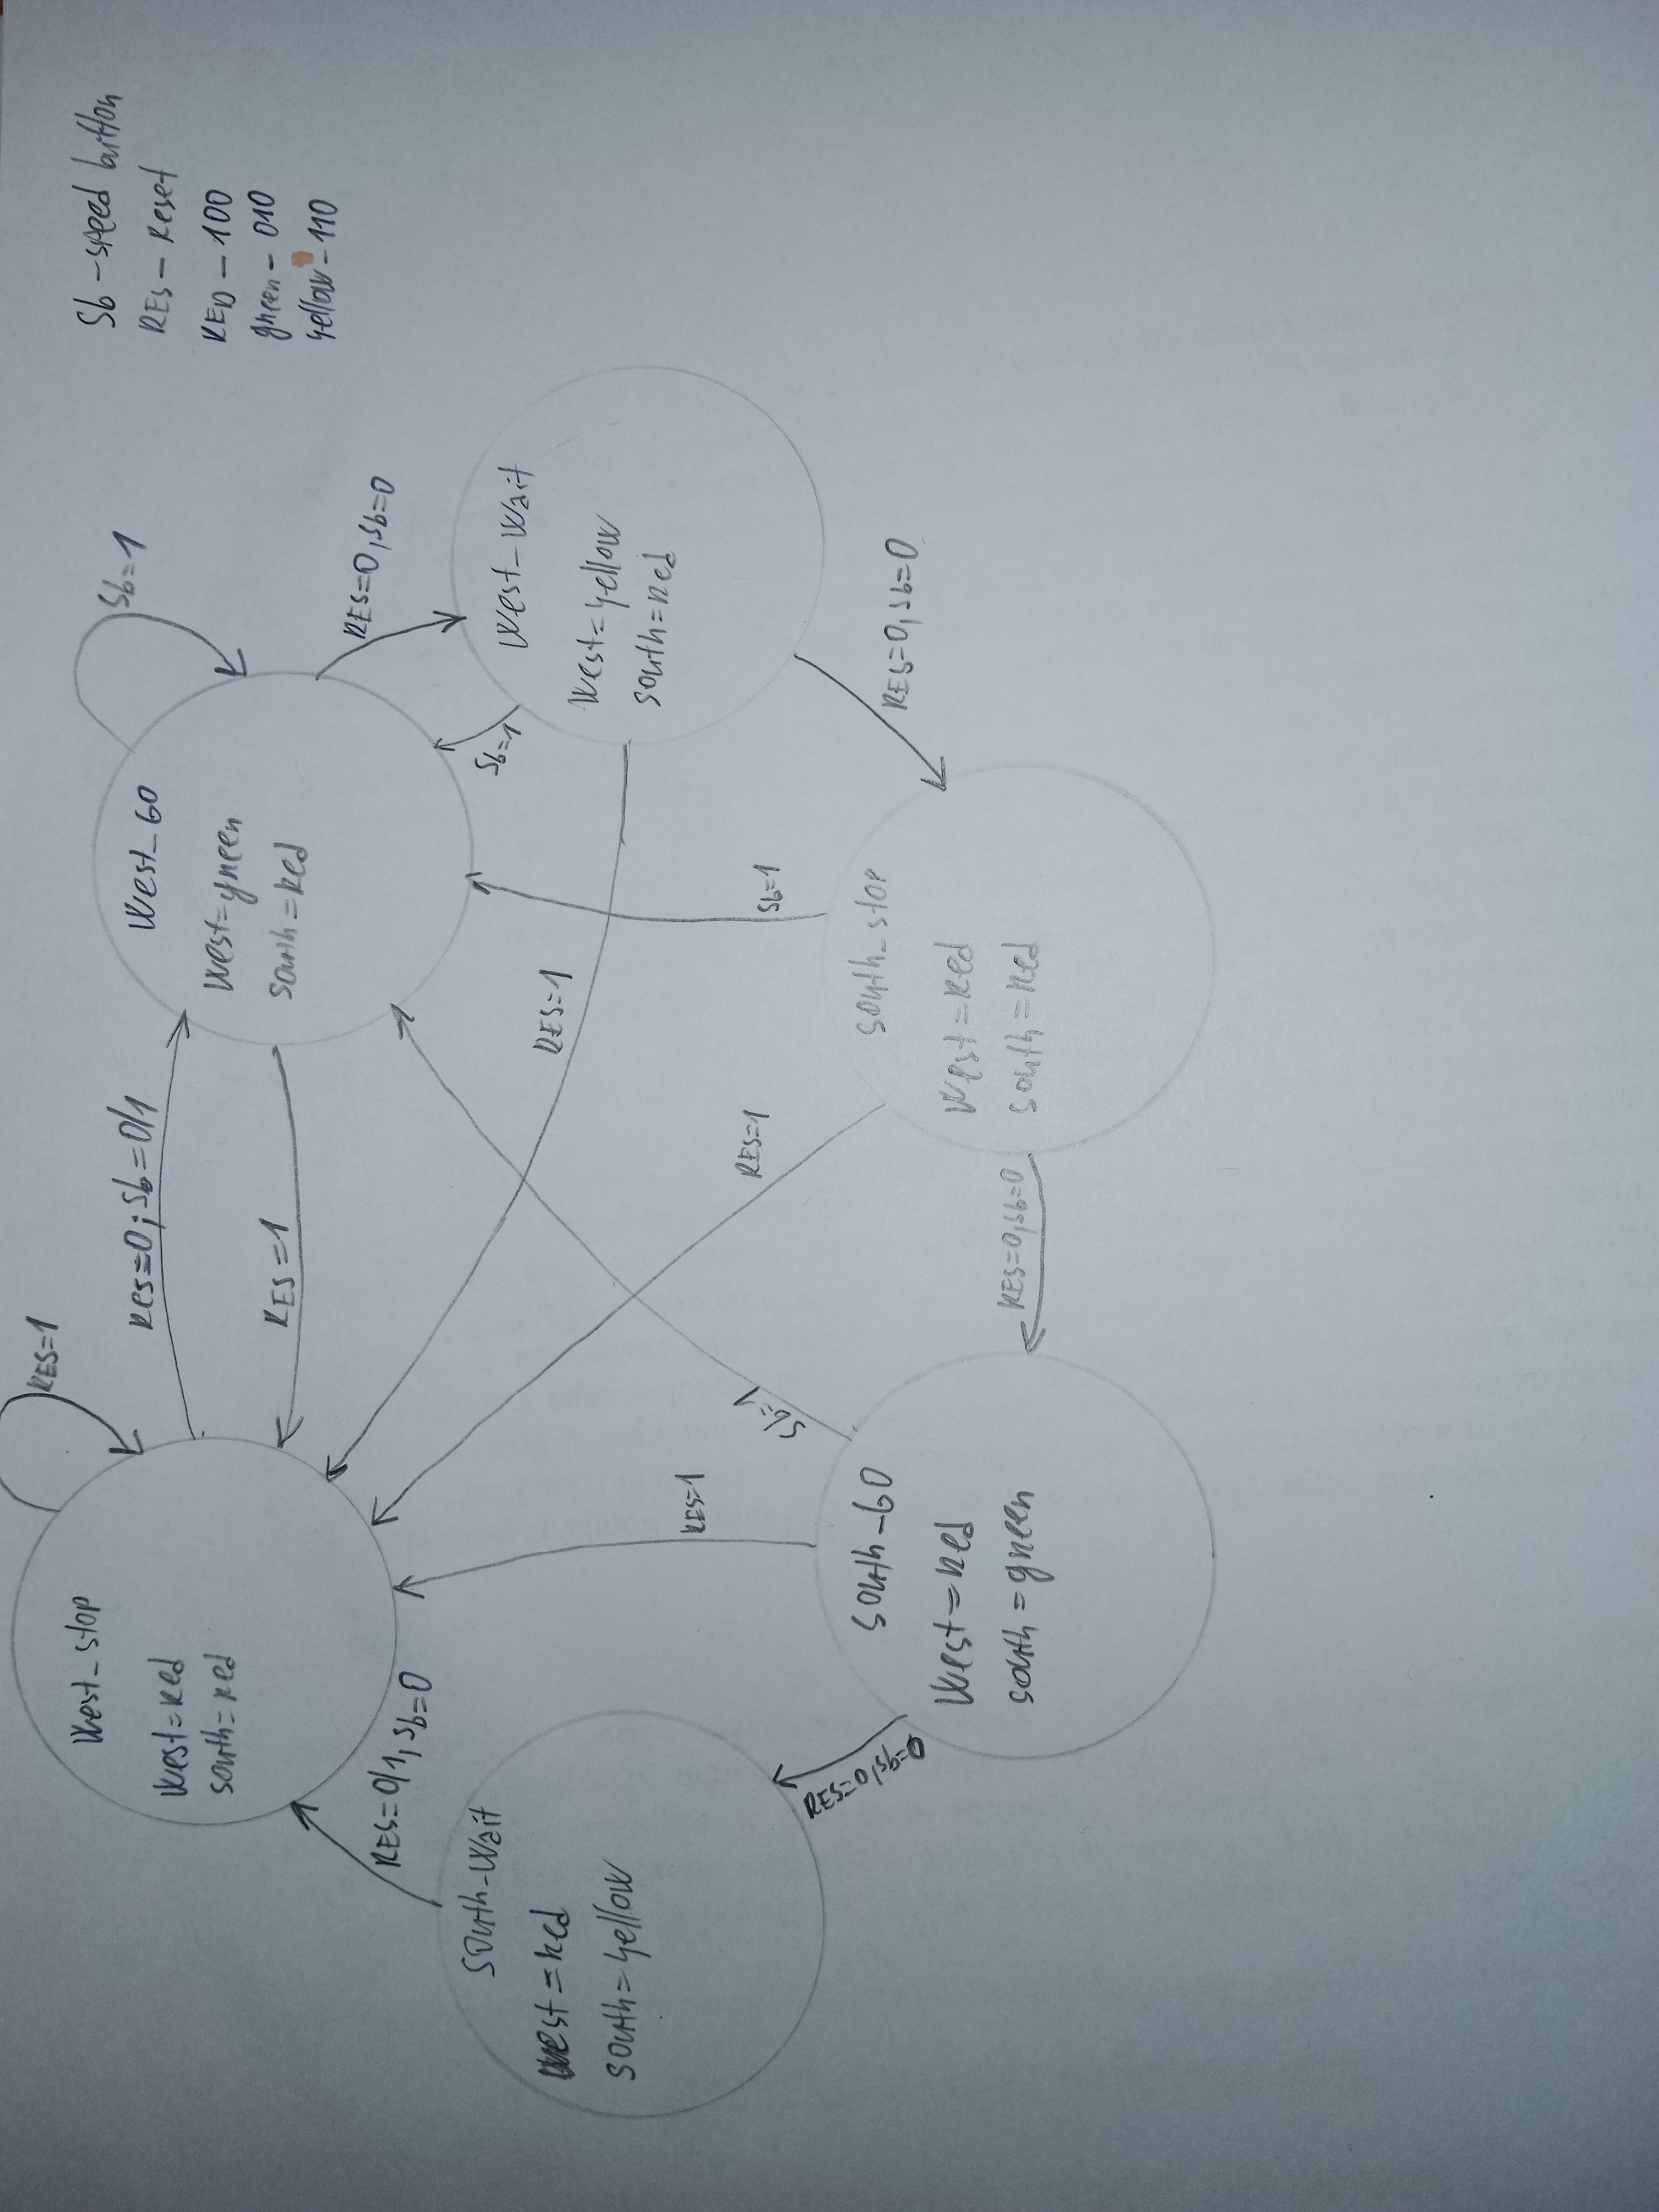 West_stop
West=Red
South=Red
RES=1
RES=0; Sb=0/1
RES=1
West_60
West=green
South=Red
Sb=1
Sb - speed button
RES - Reset
RED - 100
green - 010
yellow - 110
RES=0, Sb=0
RES=0/1, Sb=0
South-Wait
West=Red
South=yellow
Sb=1
West_Wait
West=yellow
South=Red
RES=1
RES=1
Sb=1
RES=1
Sb=1
RES=0, Sb=0
South_60
West=Red
South=green
RES=0, Sb=0
South_stop
West=Red
South=Red
RES=0, Sb=0